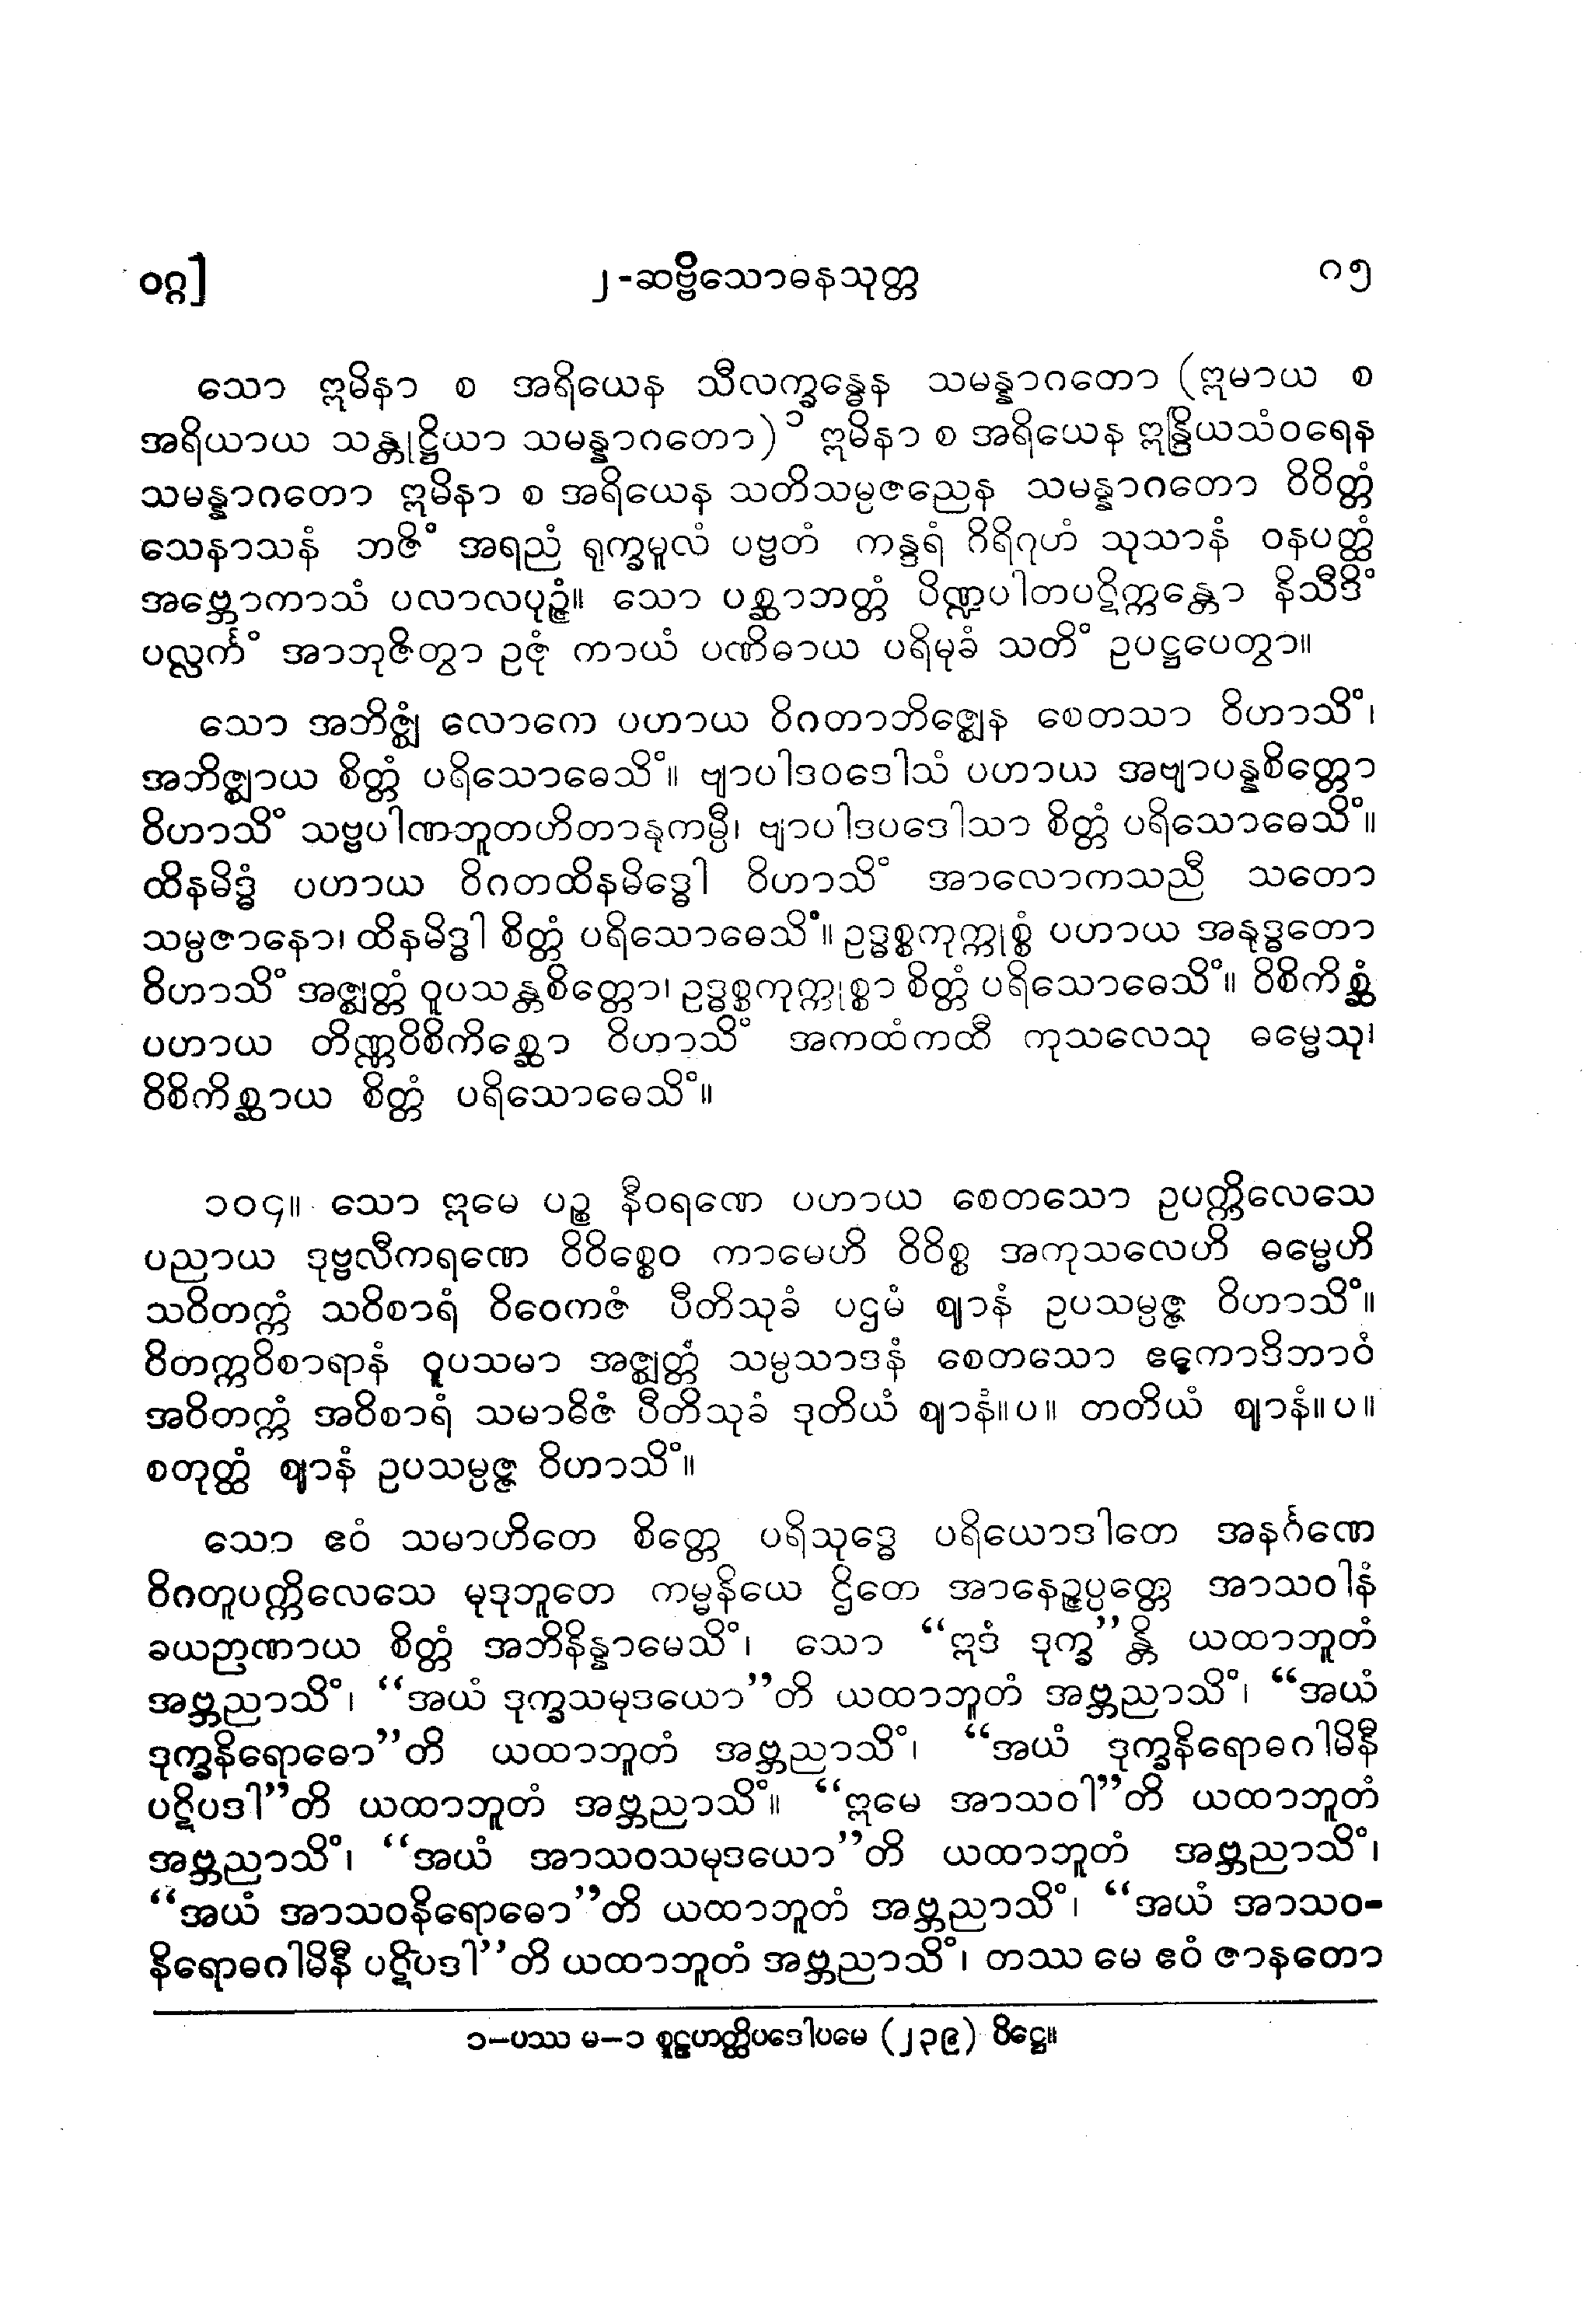 ၀ဂ္ဂ] ၂-ဆဗ္ဗိသောဓနသုတ္တ ၈၅
သော ဣမိနာ စ အရိယေန သီလက္ခန္ဓေန သမန္နာဂတော (ဣမာယ စ
အရိယာယ သန္တုဋ္ဌိယာ သမန္နာဂတော)၁ ဣမိနာ စ အရိယေန ဣန္ဒြိယသံဝရေန
သမန္နာဂတော ဣမိနာ စ အရိယေန သတိသမ္ပဇညေန သမန္နာဂတော ဝိဝိတ္တံ
သေနာသနံ ဘဇိံ အရညံ ရုက္ခမူလံ ပဗ္ဗတံ ကန္ဒရံ ဂိရိဂုဟံ သုသာနံ ဝနပတ္ထံ
အဗ္ဘောကာသံ ပလာလပုဉ္ဇံ။ သော ပစ္ဆာဘတ္တံ ပိဏ္ဍပါတပဋိက္ကန္တော နိသီဒိံ
ပလ္လင်္ကံ အာဘုဇိတွာ ဥဇုံ ကာယံ ပဏိဓာယ ပရိမုခံ သတိံ ဥပဋ္ဌပေတွာ။
သော အဘိဇ္ဈံ လောကေ ပဟာယ ဝိဂတာဘိဇ္ဈေန စေတသာ ဝိဟာသိံ၊
အဘိဇ္ဈာယ စိတ္တံ ပရိသောဓေသိံ။ ဗျာပါဒဝဒေါသံ ပဟာယ အဗျာပန္နစိတ္တော
ဝိဟာသိံ သဗ္ဗပါဏဘူတဟိတာနုကမ္ပီ၊ ဗျာပါဒပဒေါသာ စိတ္တံ ပရိသောဓေသိံ။
ထိနမိဒ္ဓံ ပဟာယ ဝိဂတထိနမိဒ္ဓေါ ဝိဟာသိံ အာလောကသညီ သတော
သမ္ပဇာနော၊ ထိနမိဒ္ဓါ စိတ္တံ ပရိသောဓေသိံ။ ဥဒ္ဓစ္စကုက္ကုစ္စံ ပဟာယ အနုဒ္ဓတော
ဝိဟာသိံ အဇ္ဈတ္တံ ဝူပသန္တစိတ္တော၊ ဥဒ္ဓစ္စကုက္ကုစ္စာ စိတ္တံ ပရိသောဓေသိံ။ ဝိစိကိစ္ဆံ
ပဟာယ တိဏ္ဏဝိစိကိစ္ဆော ဝိဟာသိံ အကထံကထီ ကုသလေသု ဓမ္မေသု၊
ဝိစိကိစ္ဆာယ စိတ္တံ ပရိသောဓေသိံ။
၁၀၄။ သော ဣမေ ပဉ္စ နီဝရဏေ ပဟာယ စေတသော ဥပက္ကိလေသေ
ပညာယ ဒုဗ္ဗလီကရဏေ ဝိဝိစ္စေဝ ကာမေဟိ ဝိဝိစ္စ အကုသလေဟိ ဓမ္မေဟိ
သဝိတက္ကံ သဝိစာရံ ဝိဝေကဇံ ပီတိသုခံ ပဌမံ ဈာနံ ဥပသမ္ပဇ္ဇ ဝိဟာသိံ။
ဝိတက္ကဝိစာရာနံ ဝူပသမာ အဇ္ဈတ္တံ သမ္ပသာဒနံ စေတသော ဧကောဒိဘာဝံ
အဝိတက္ကံ အဝိစာရံ သမာဓိဇံ ပီတိသုခံ ဒုတိယံ ဈာနံ။ပ။ တတိယံ ဈာနံ။ပ။
စတုတ္ထံ ဈာနံ ဥပသမ္ပဇ္ဇ ဝိဟာသိံ။
သော ဧဝံ သမာဟိတေ စိတ္တေ ပရိသုဒ္ဓေ ပရိယောဒါတေ အနင်္ဂဏေ
ဝိဂတူပက္ကိလေသေ မုဒုဘူတေ ကမ္မနိယေ ဌိတေ အာနေဉ္ဇပ္ပတ္တေ အာသဝါနံ
ခယဉာဏာယ စိတ္တံ အဘိနိန္နာမေသိံ၊ သော “ဣဒံ ဒုက္ခ”န္တိ ယထာဘူတံ
အဗ္ဘညာသိံ၊ “အယံ ဒုက္ခသမုဒယော”တိ ယထာဘူတံ အဗ္ဘညာသိံ၊ “အယံ
ဒုက္ခနိရောဓော”တိ ယထာဘူတံ အဗ္ဘညာသိံ၊ “အယံ ဒုက္ခနိရောဓဂါမိနီ
ပဋိပဒါ”တိ ယထာဘူတံ အဗ္ဘညာသိံ။ “ဣမေ အာသဝါ”တိ ယထာဘူတံ
အဗ္ဘညာသိံ၊ “အယံ အာသဝသမုဒယော”တိ ယထာဘူတံ အဗ္ဘညာသိံ၊
“အယံ အာသဝနိရောဓော”တိ ယထာဘူတံ အဗ္ဘညာသိံ၊ “အယံ အာသဝ-
နိရောဓဂါမိနီ ပဋိပဒါ”တိ ယထာဘူတံ အဗ္ဘညာသိံ၊ တဿ မေ ဧဝံ ဇာနတော
၁-ပဿ မ-၁ စူဠဟတ္ထိပဒေါပမေ (၂၃၉) ပိဋ္ဌေ။